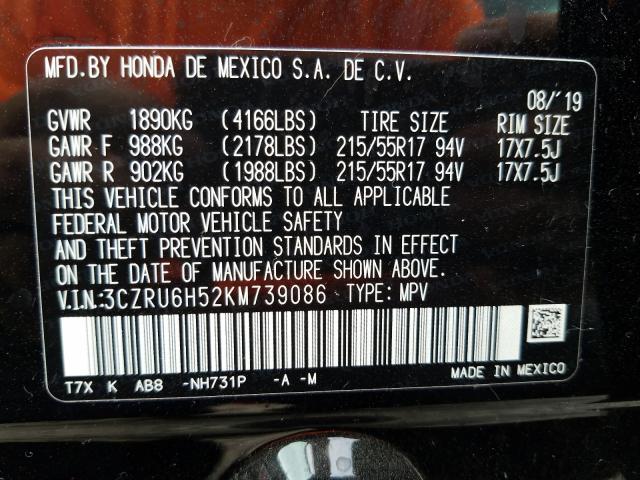 MFD.BY HONDA DE MEXICO S.A. DE C.V.
08/'19
GVWR 1890KG (4166LBS) TIRE SIZE RIM SIZE
GAWR F 988KG (2178LBS) 215/55R17 94V 17X7.5J
GAWR R 902KG (1988LBS) 215/55R17 94V 17X7.5J
THIS VEHICLE CONFORMS TO ALL APPLICABLE
FEDERAL MOTOR VEHICLE SAFETY
AND THEFT PREVENTION STANDARDS IN EFFECT
ON THE DATE OF MANUFACTURE SHOWN ABOVE.
V.I.N.:3CZRU6H52KM739086 TYPE: MPV
T7X K AB8 -NH731P -A -M MADE IN MEXICO